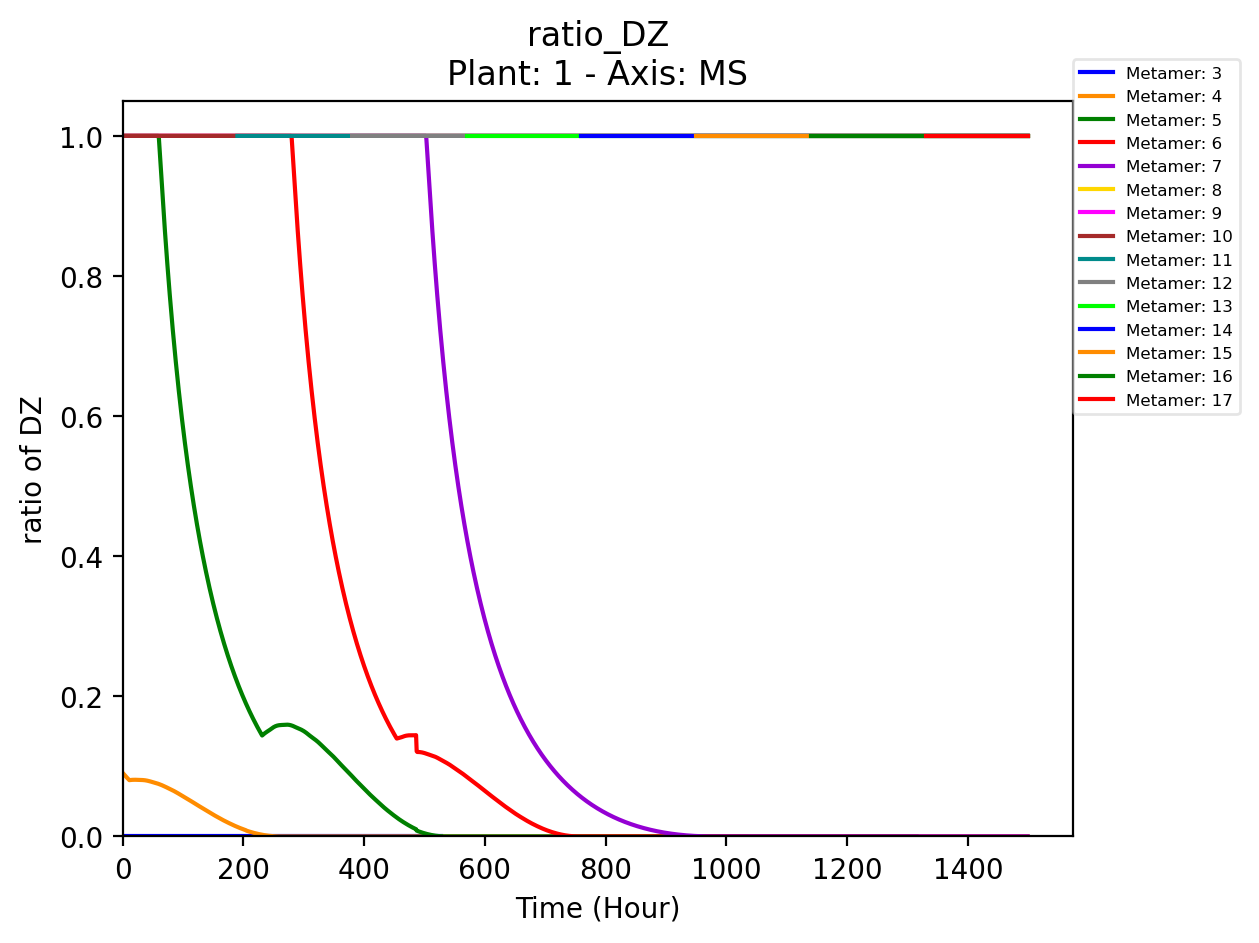 ratio_DZ
Plant: 1 - Axis: MS
Metamer: 3
Metamer: 4
Metamer: 5
Metamer: 6
Metamer: 7
Metamer: 8
Metamer: 9
Metamer: 10
Metamer: 11
Metamer: 12
Metamer: 13
Metamer: 14
Metamer: 15
Metamer: 16
Metamer: 17
1.0
0.8
0.6
0.4
0.2
0.0
ratio of DZ
0 200 400 600 800 1000 1200 1400
Time (Hour)